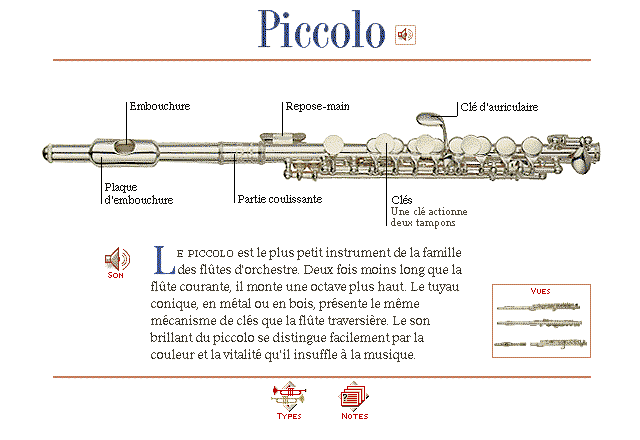 Piccolo
Embouchure
Repose-main
Clé d'auriculaire
Plaque
d'embouchure
Partie coulissante
Clés
Une clé actionne
deux tampons
Son
LE PICCOLO est le plus petit instrument de la famille
des flûtes d'orchestre. Deux fois moins long que la
flûte courante, il monte une octave plus haut. Le tuyau
conique, en métal ou en bois, présente le même
mécanisme de clés que la flûte traversière. Le son
brillant du piccolo se distingue facilement par la
couleur et la vitalité qu'il insuffle à la musique.
Vues
Types
Notes